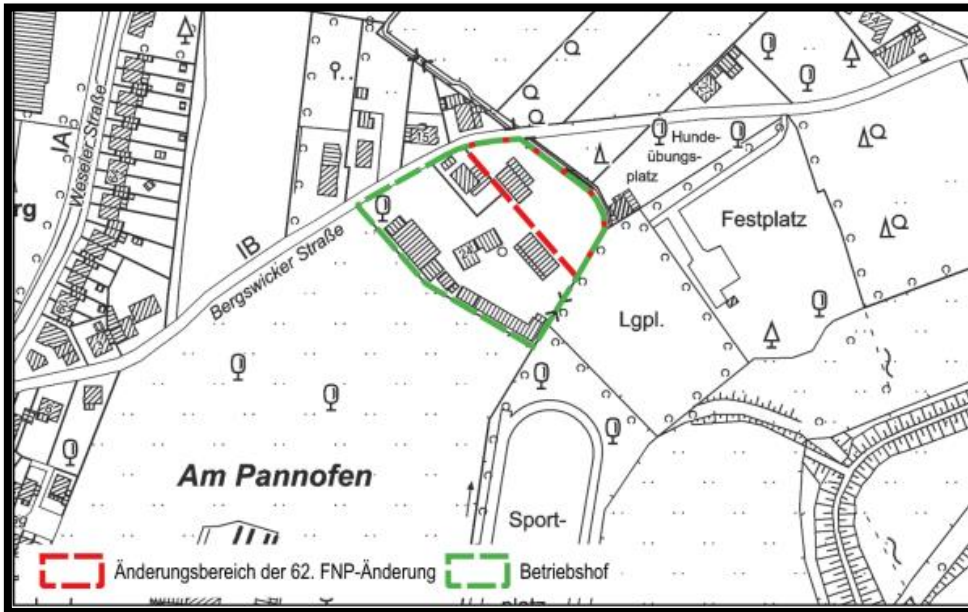 IA
Weseler Straße
rg
IB
Bergswicker Straße
24
Hunde-
übungs-
platz
Festplatz
Lgpl.
Am Pannofen
Sport-
Änderungsbereich der 62. FNP-Änderung
Betriebshof